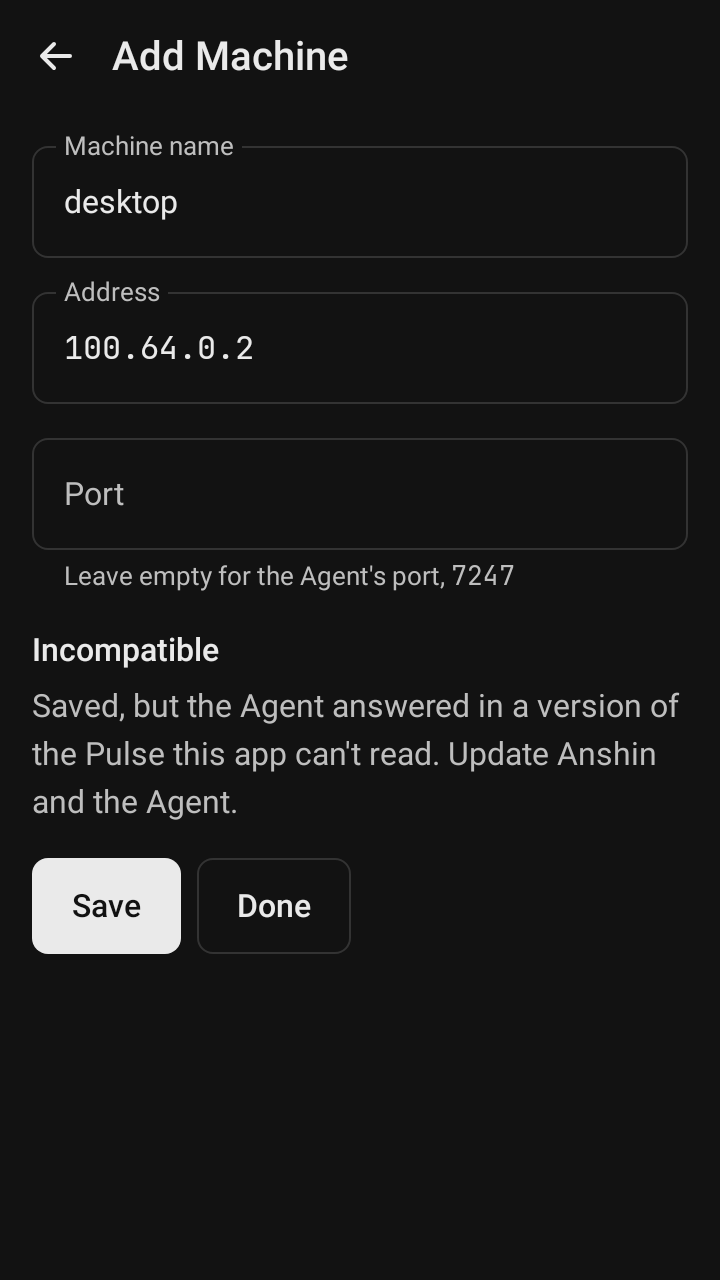 Add Machine
Machine name
desktop
Address
100.64.0.2
Port
Leave empty for the Agent's port, 7247
Incompatible
Saved, but the Agent answered in a version of
the Pulse this app can't read. Update Anshin
and the Agent.
Save
Done